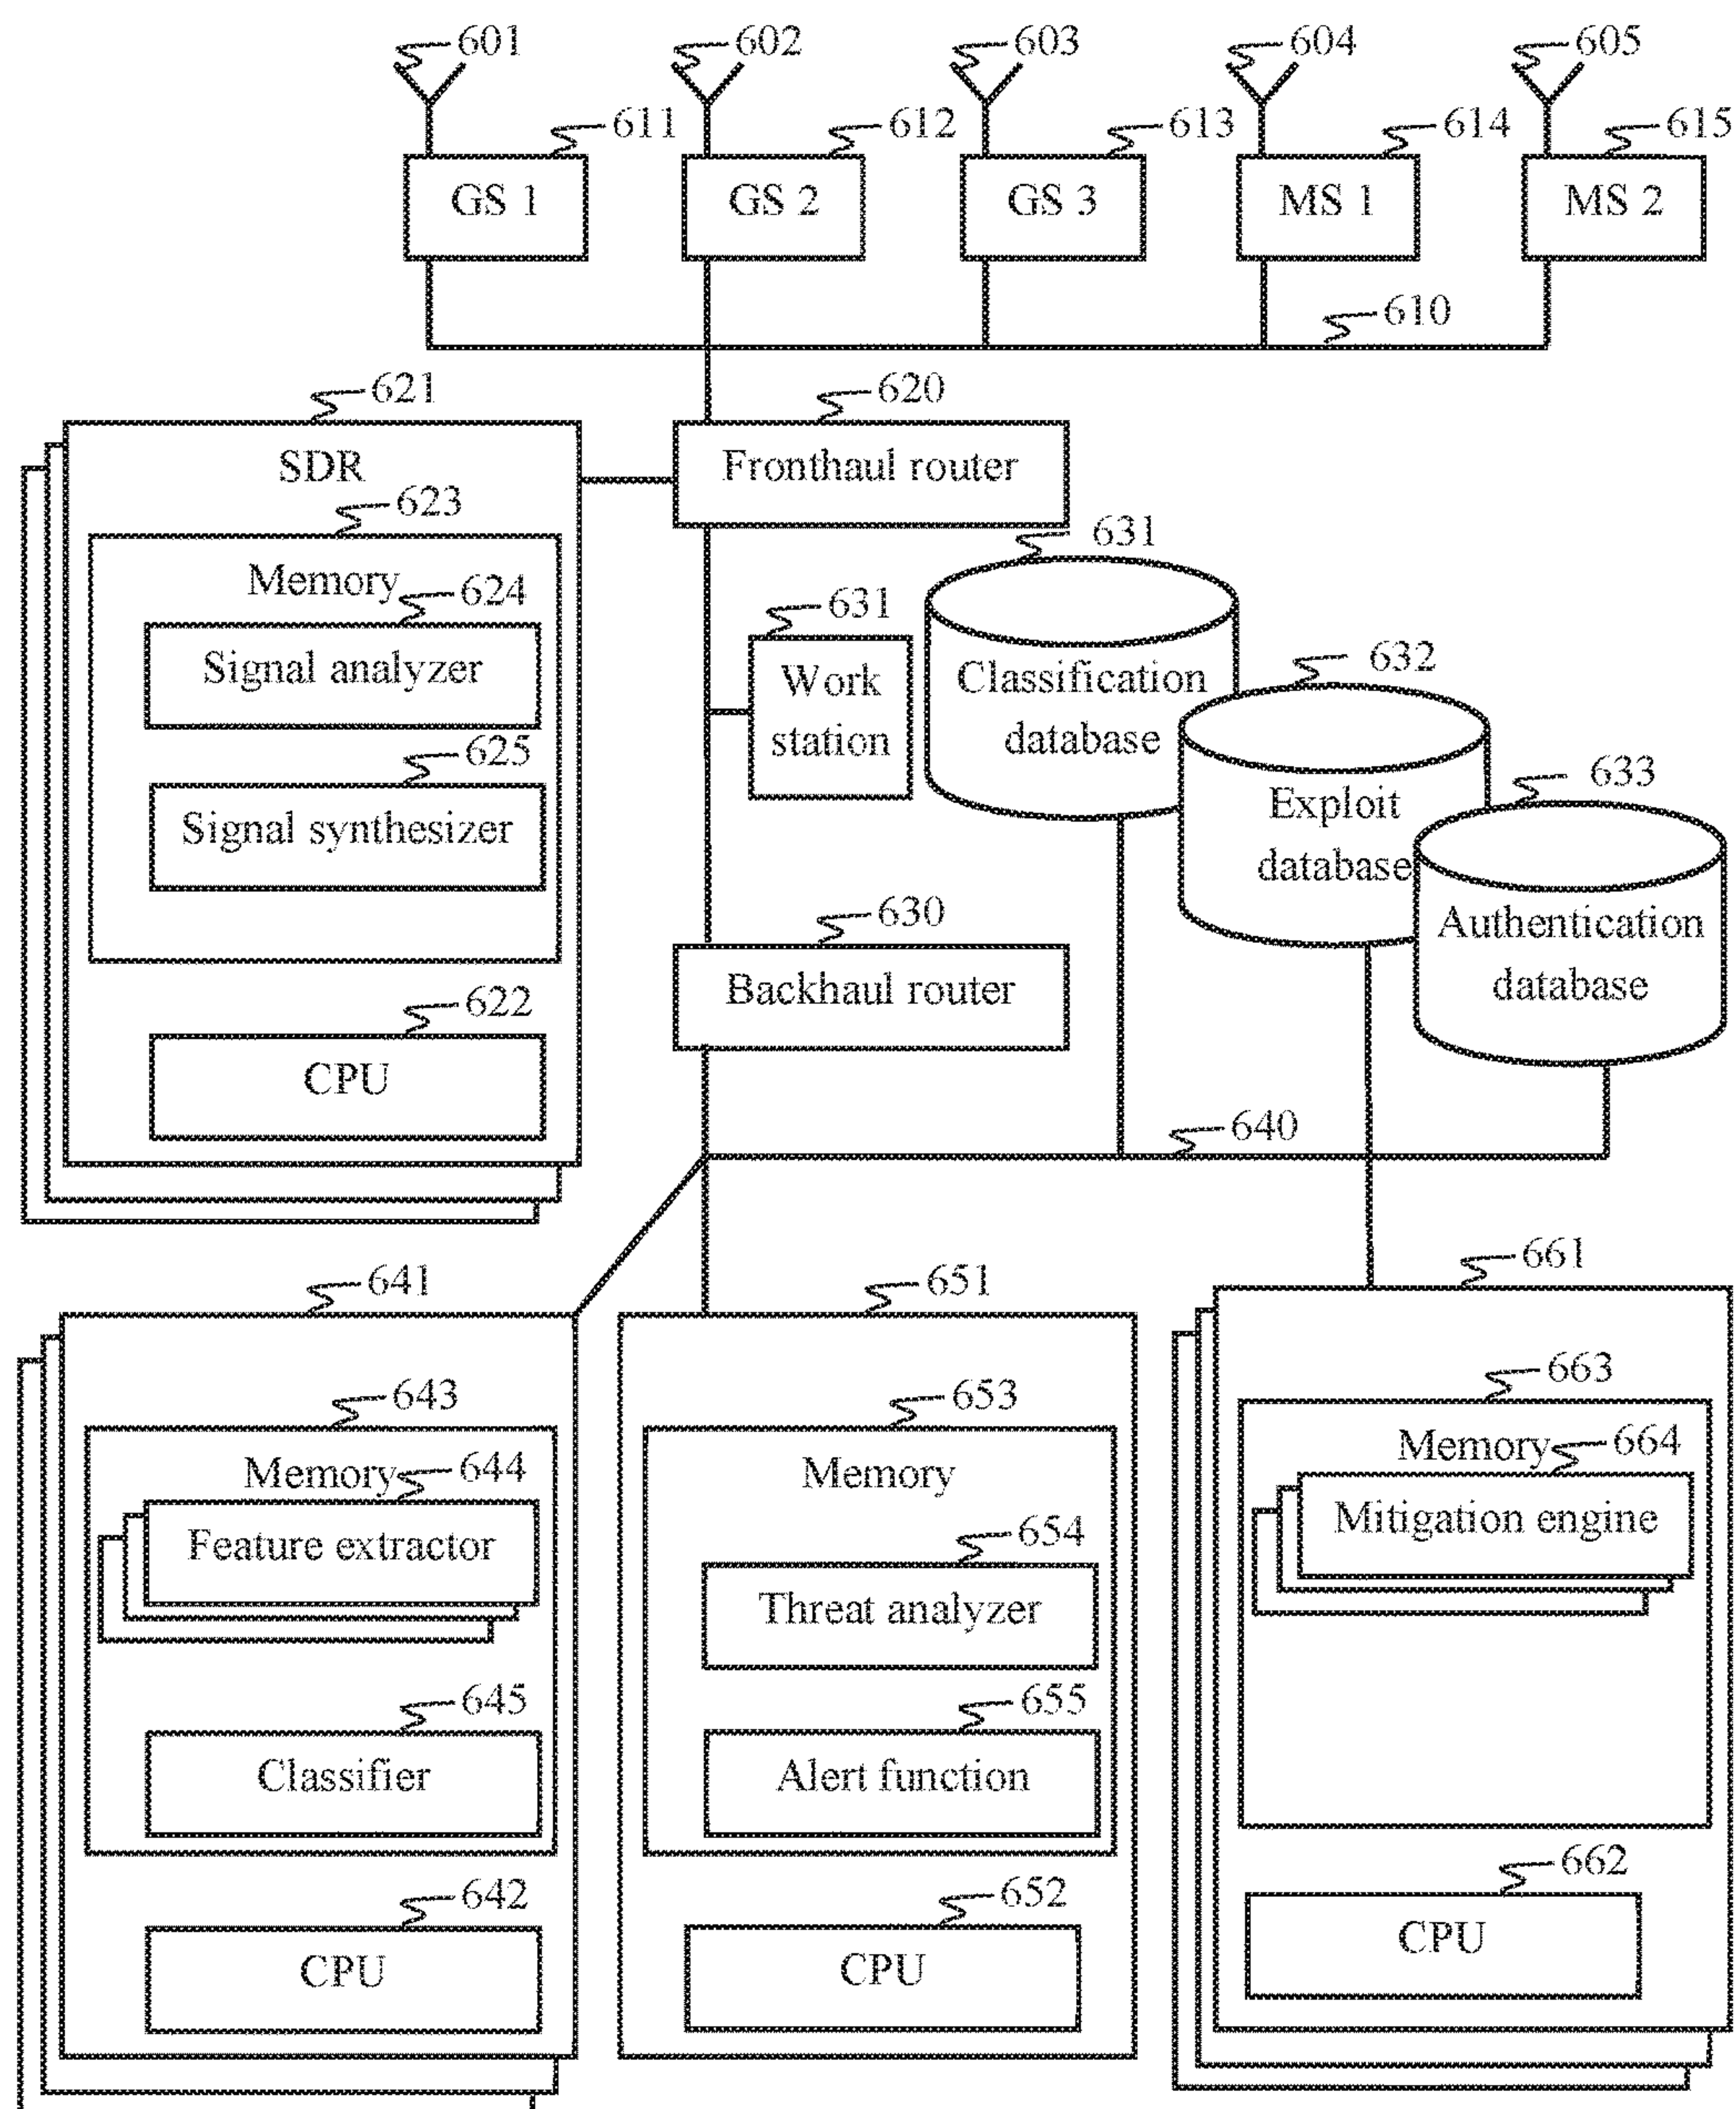 601 602 603 604 605
611 612 613 614 615
GS 1 GS 2 GS 3 MS 1 MS 2
610
621 620
SDR Fronthaul router
623
631
Memory
624
631
Signal analyzer
Work
station
Classification
database
632
625
Signal synthesizer
Exploit
database
633
630
Backhaul router
Authentication
database
622
CPU
640
641 651 661
643 653 663
Memory 644
Memory
Memory 664
Feature extractor
Mitigation engine
654
Threat analyzer
645 655
Classifier Alert function
642 652 662
CPU CPU CPU